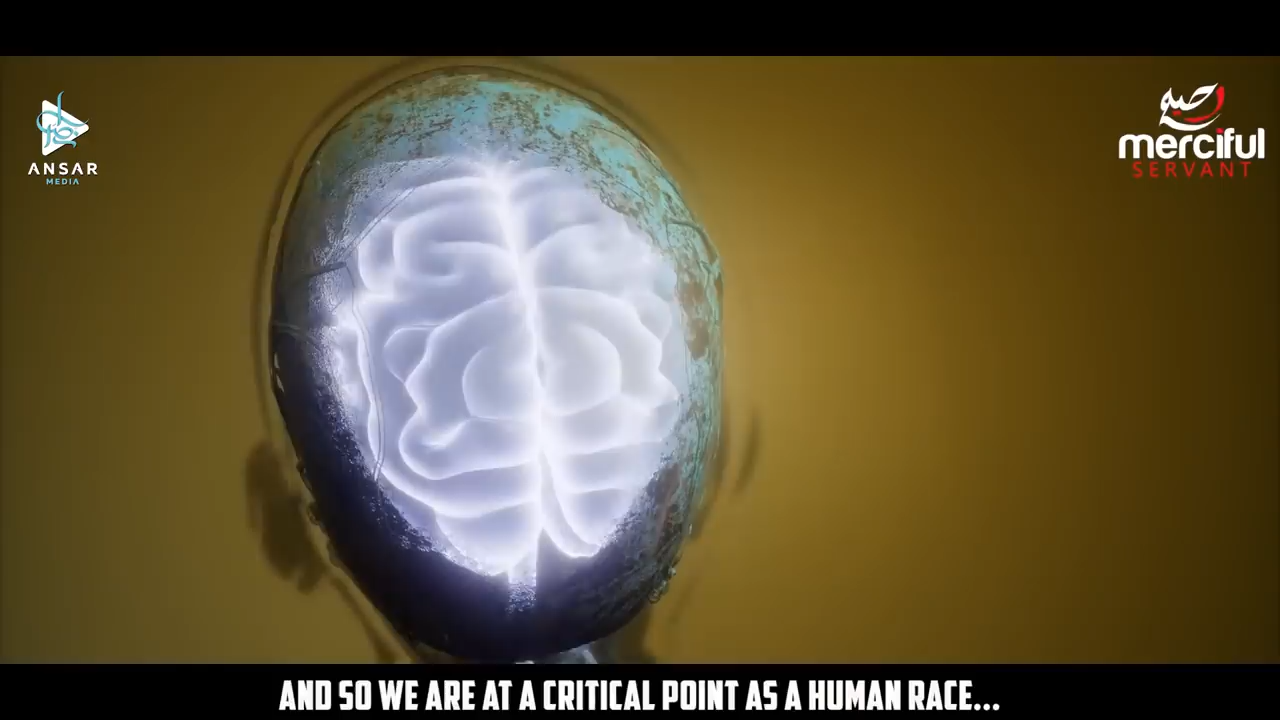 ANSAR
MEDIA
merciful
SERVANT
AND SO WE ARE AT A CRITICAL POINT AS A HUMAN RACE...